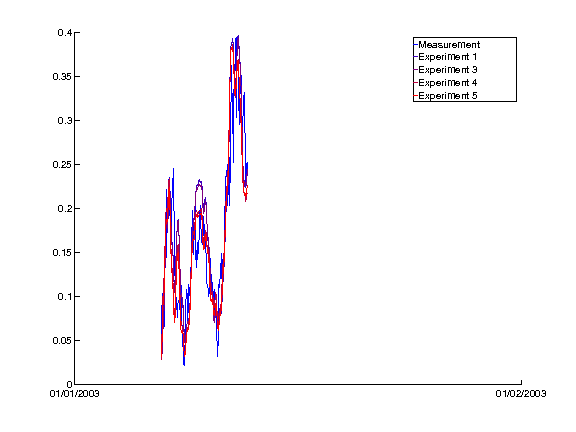 0.4
0.35
0.3
0.25
0.2
0.15
0.1
0.05
0
01/01/2003
01/02/2003
Measurement
Experiment 1
Experiment 3
Experiment 4
Experiment 5